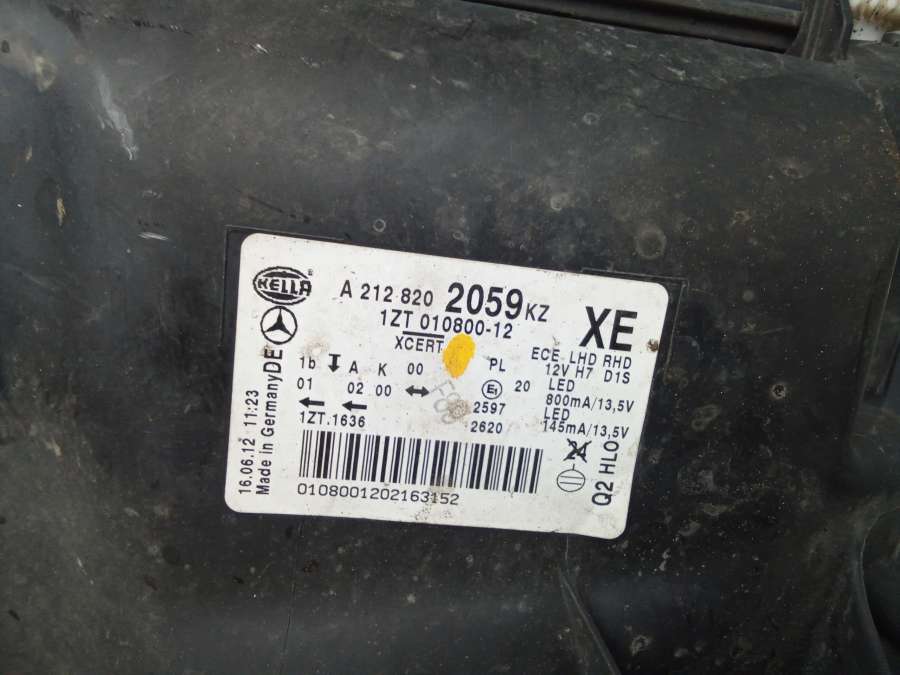 HELLA ®
A 212 820 2059 KZ
XE
1ZT 010800-12
XCERT
ECE LHD RHD
12V H7 D1S
1b A K 00 PL
LED
01 02 00 E1 20
800mA/13,5V
2597
LED
1ZT.1636
2620
145mA/13,5V
24
0108001202163152
16.06.12 11:23
Made in Germany DE
Q2 HLO